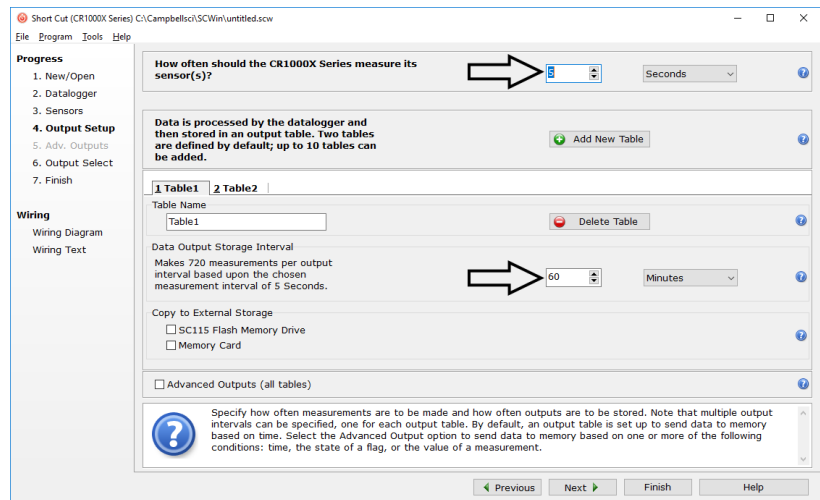 Short Cut (CR1000X Series) C:\Campbellsci\SCWin\untitled.scw
File Program Tools Help
Progress
1. New/Open
2. Datalogger
3. Sensors
4. Output Setup
5. Adv. Outputs
6. Output Select
7. Finish
Wiring
Wiring Diagram
Wiring Text
How often should the CR1000X Series measure its
sensor(s)?
5
Seconds
Data is processed by the datalogger and
then stored in an output table. Two tables
are defined by default; up to 10 tables can
be added.
Add New Table
1 Table1 2 Table2
Table Name
Table1
Delete Table
Data Output Storage Interval
Makes 720 measurements per output
interval based upon the chosen
measurement interval of 5 Seconds.
60
Minutes
Copy to External Storage
SC115 Flash Memory Drive
Memory Card
Advanced Outputs (all tables)
Specify how often measurements are to be made and how often outputs are to be stored. Note that multiple output
intervals can be specified, one for each output table. By default, an output table is set up to send data to memory
based on time. Select the Advanced Output option to send data to memory based on one or more of the following
conditions: time, the state of a flag, or the value of a measurement.
Previous Next Finish Help